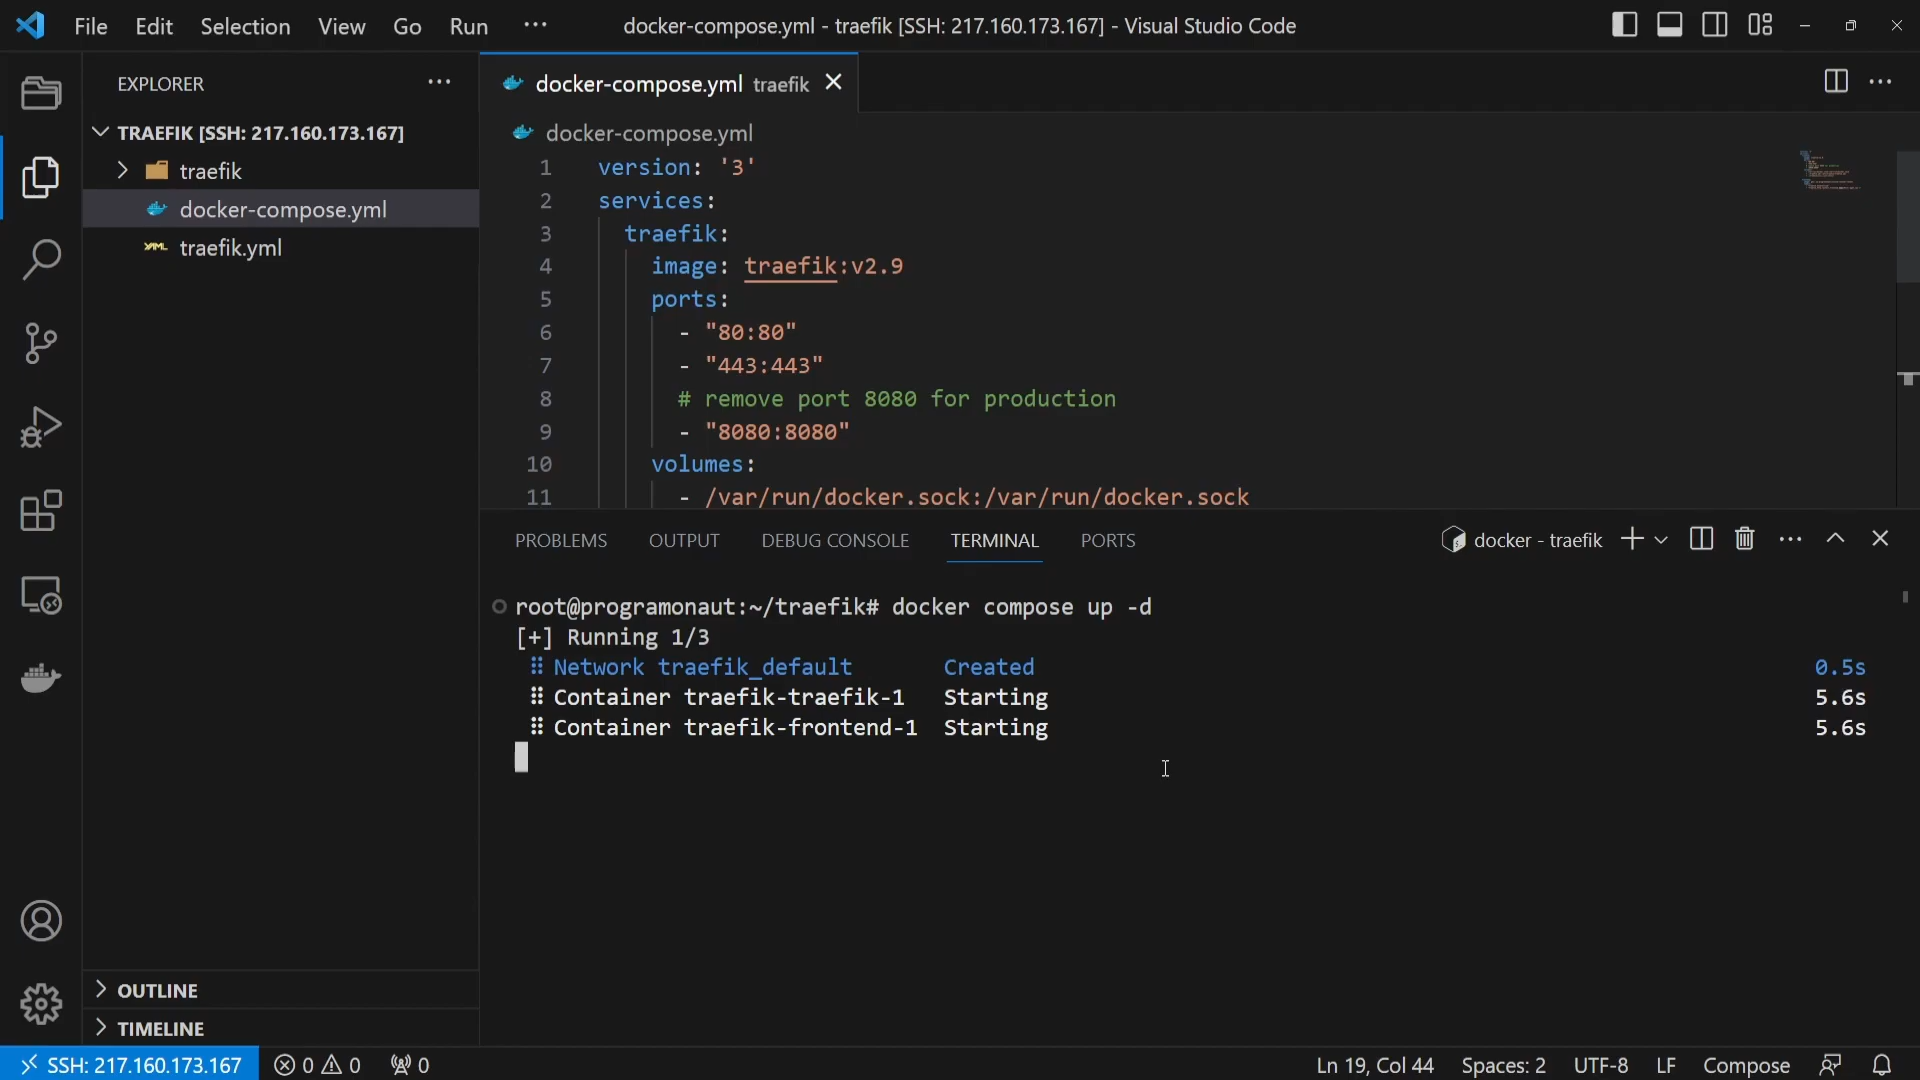 File Edit Selection View Go Run ···
docker-compose.yml - traefik [SSH: 217.160.173.167] - Visual Studio Code
EXPLORER
TRAEFIK [SSH: 217.160.173.167]
traefik
docker-compose.yml
traefik.yml
OUTLINE
TIMELINE
docker-compose.yml traefik
docker-compose.yml
1 version: '3'
2 services:
3 traefik:
4 image: traefik:v2.9
5 ports:
6 - "80:80"
7 - "443:443"
8 # remove port 8080 for production
9 - "8080:8080"
10 volumes:
11 - /var/run/docker.sock:/var/run/docker.sock
PROBLEMS OUTPUT DEBUG CONSOLE TERMINAL PORTS
docker - traefik
root@programonaut:~/traefik# docker compose up -d
[+] Running 1/3
Network traefik_default Created 0.5s
Container traefik-traefik-1 Starting 5.6s
Container traefik-frontend-1 Starting 5.6s
SSH: 217.160.173.167 0 0 0
Ln 19, Col 44 Spaces: 2 UTF-8 LF Compose